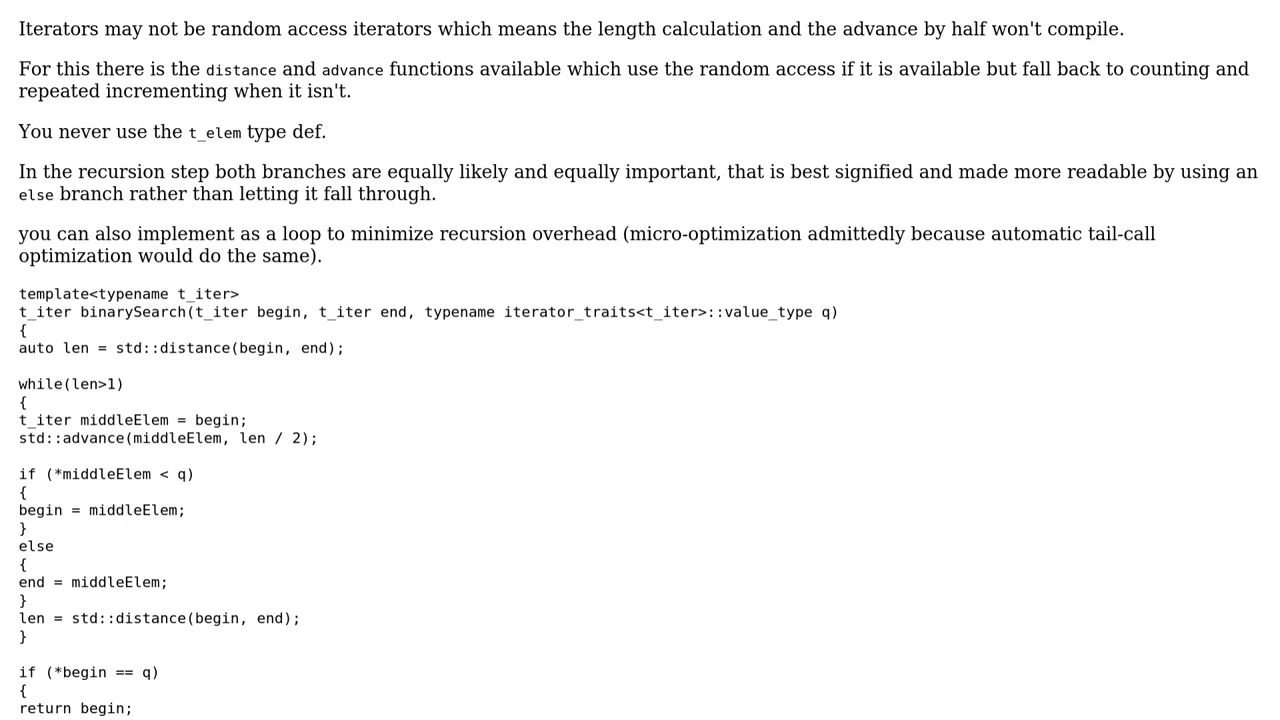 Iterators may not be random access iterators which means the length calculation and the advance by half won't compile.
For this there is the distance and advance functions available which use the random access if it is available but fall back to counting and
repeated incrementing when it isn't.
You never use the t_elem type def.
In the recursion step both branches are equally likely and equally important, that is best signified and made more readable by using an
else branch rather than letting it fall through.
you can also implement as a loop to minimize recursion overhead (micro-optimization admittedly because automatic tail-call
optimization would do the same).
template<typename t_iter>
t_iter binarySearch(t_iter begin, t_iter end, typename iterator_traits<t_iter>::value_type q)
{
auto len = std::distance(begin, end);
while(len>1)
{
t_iter middleElem = begin;
std::advance(middleElem, len / 2);
if (*middleElem < q)
{
begin = middleElem;
}
else
{
end = middleElem;
}
len = std::distance(begin, end);
}
if (*begin == q)
{
return begin;